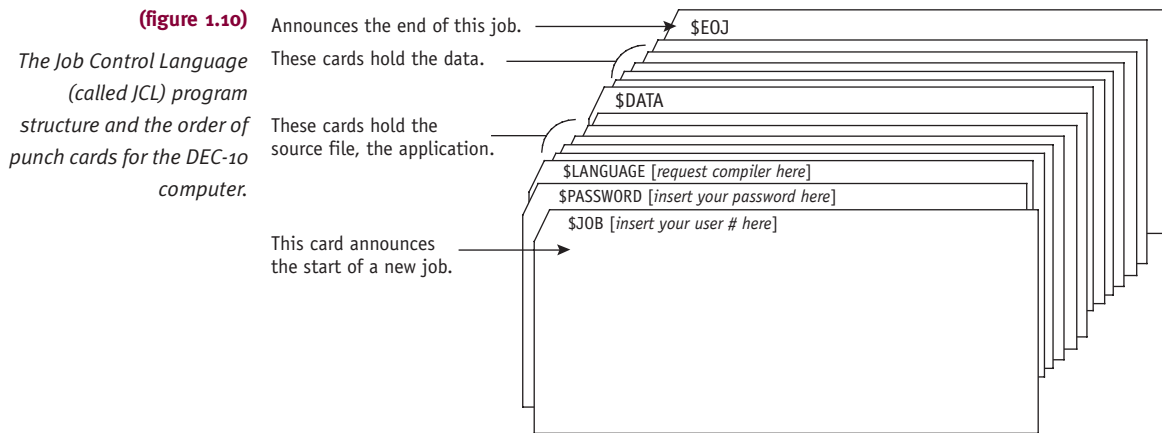 (figure 1.10)
The Job Control Language
(called JCL) program
structure and the order of
punch cards for the DEC-10
computer.
Announces the end of this job.
$EOJ
These cards hold the data.
$DATA
These cards hold the
source file, the application.
$LANGUAGE [request compiler here]
$PASSWORD [insert your password here]
$JOB [insert your user # here]
This card announces
the start of a new job.